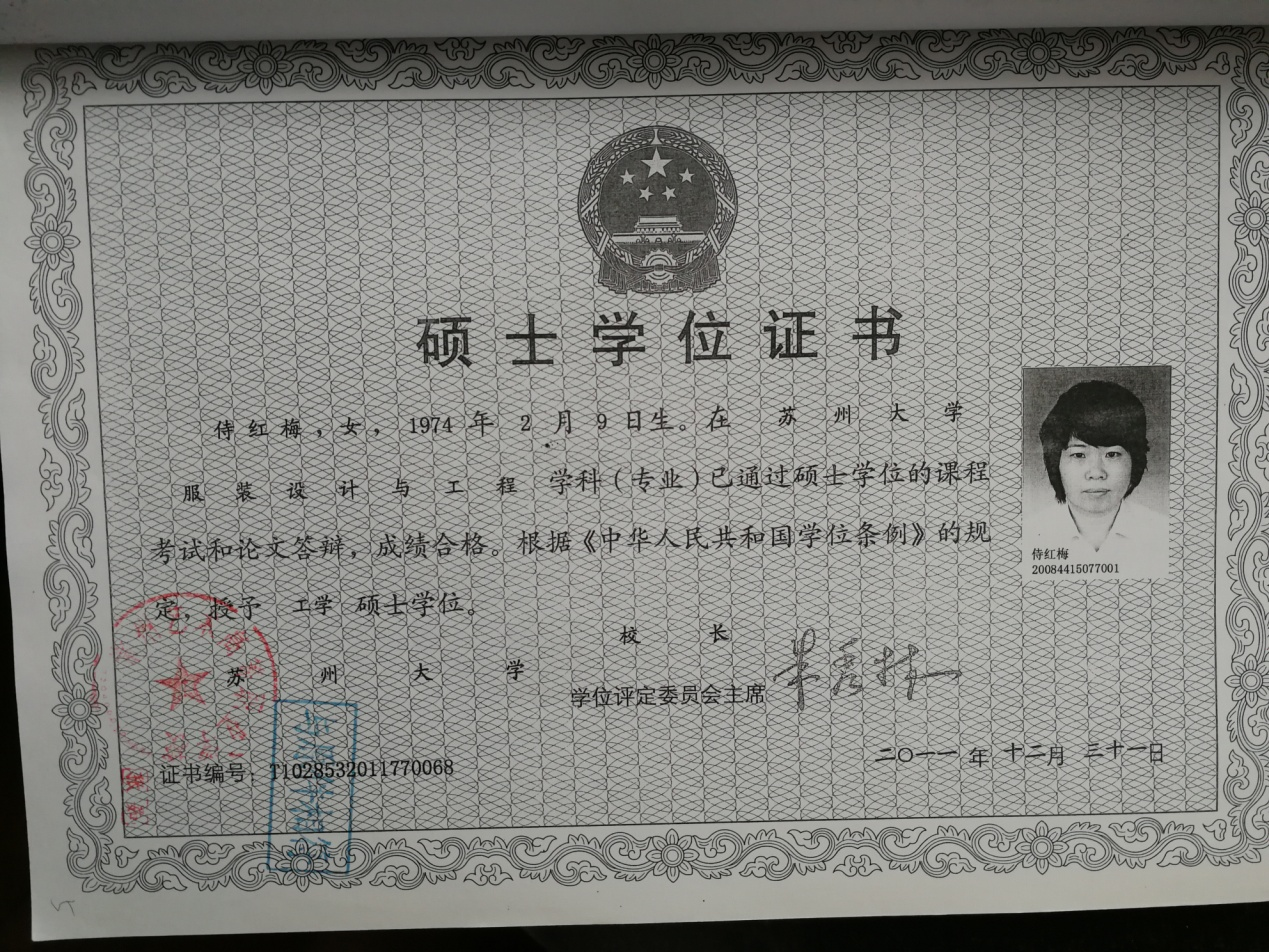 硕士学位证书
侍红梅，女，1974年2月9日生。在苏州大学
服装设计与工程学科（专业）已通过硕士学位的课程
考试和论文答辩，成绩合格。根据《中华人民共和国学位条例》的规
定，授予 工学 硕士学位。
侍红梅
20084415077001
苏州大学
校长
学位评定委员会主席
证书编号：T1028532011770068
二〇一一年十二月三十一日